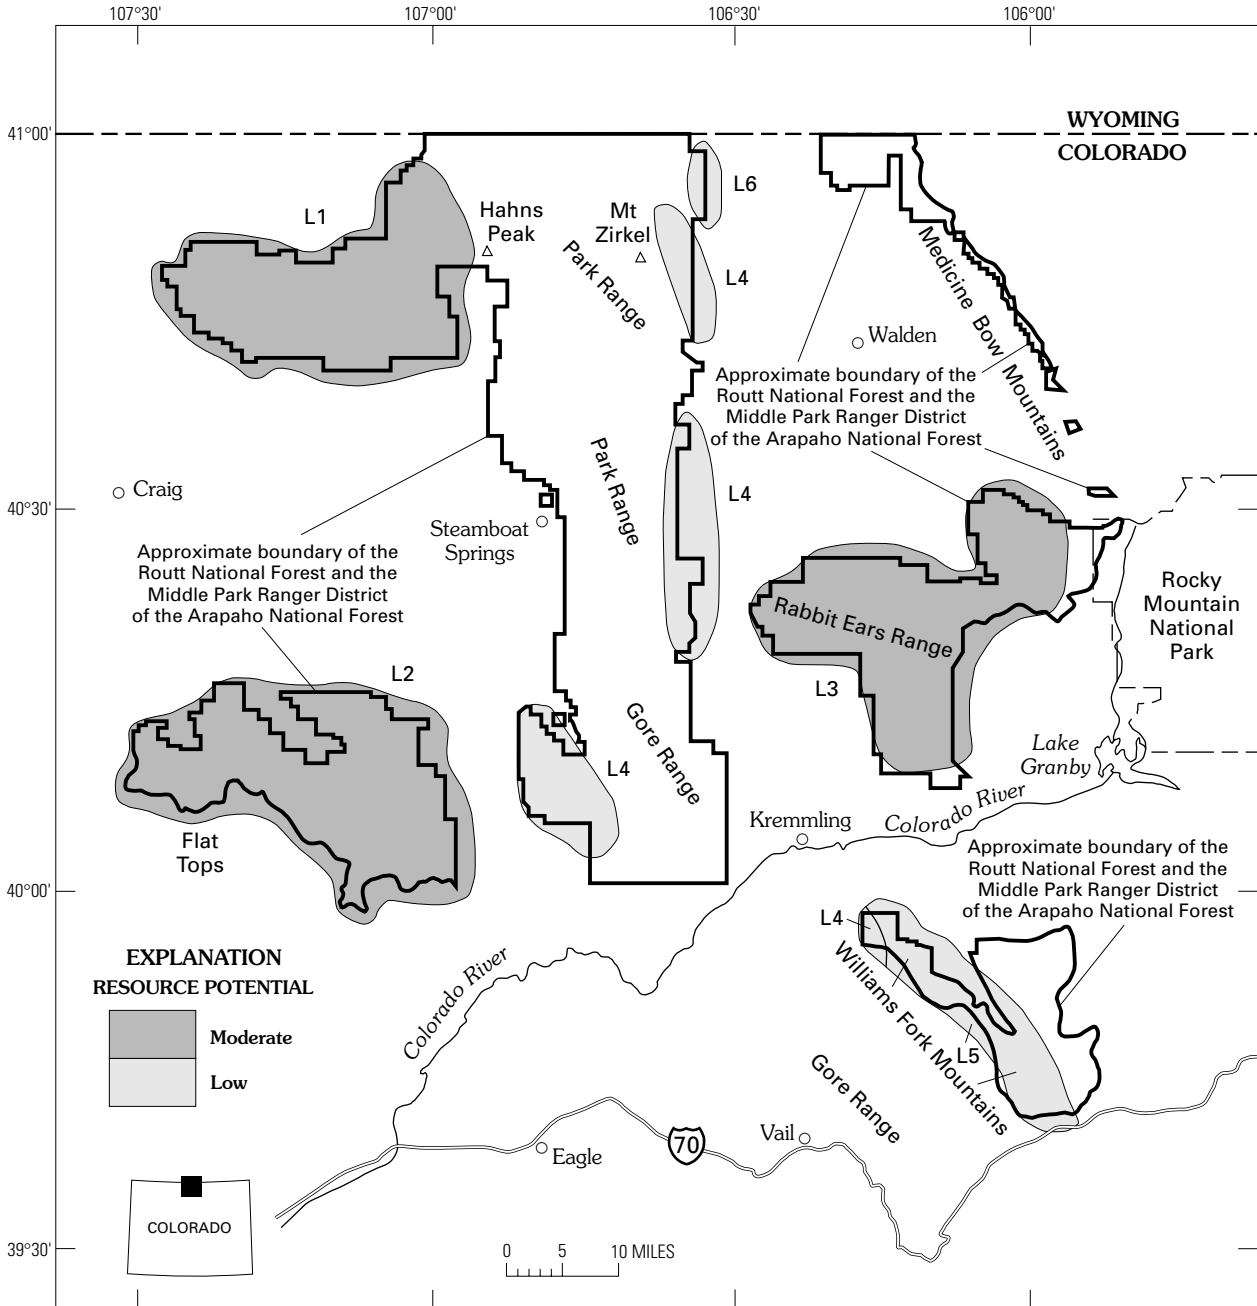 107°30'
107°00'
106°30'
106°00'
41°00'
WYOMING
COLORADO
L6
L1
Hahns
Peak
Mt
Zirkel
Park Range
L4
Medicine Bow Mountains
Walden
Approximate boundary of the
Routt National Forest and the
Middle Park Ranger District
of the Arapaho National Forest
Park Range
L4
Craig
40°30'
Steamboat
Springs
Approximate boundary of the
Routt National Forest and the
Middle Park Ranger District
of the Arapaho National Forest
Rocky
Mountain
National
Park
Rabbit Ears Range
L2
L3
Gore Range
L4
Lake
Granby
Flat
Tops
Kremmling
Colorado River
Approximate boundary of the
Routt National Forest and the
Middle Park Ranger District
of the Arapaho National Forest
40°00'
L4
Williams Fork Mountains
L5
EXPLANATION
RESOURCE POTENTIAL
Moderate
Low
Colorado River
Gore Range
Vail
70
Eagle
COLORADO
39°30'
0 5 10 MILES